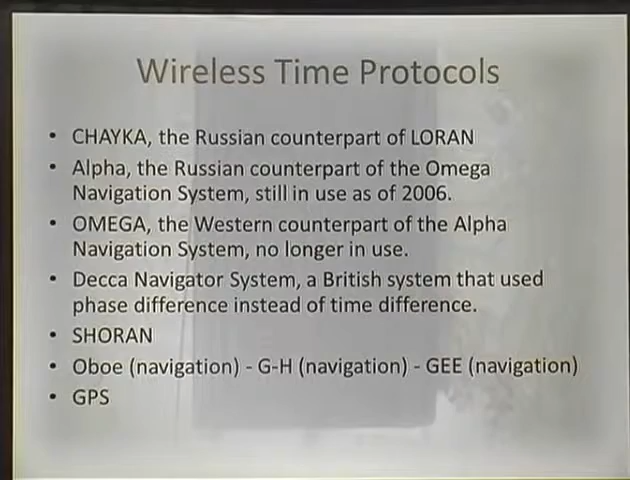 Wireless Time Protocols
• CHAYKA, the Russian counterpart of LORAN
• Alpha, the Russian counterpart of the Omega
Navigation System, still in use as of 2006.
• OMEGA, the Western counterpart of the Alpha
Navigation System, no longer in use.
• Decca Navigator System, a British system that used
phase difference instead of time difference.
• SHORAN
• Oboe (navigation) - G-H (navigation) - GEE (navigation)
• GPS